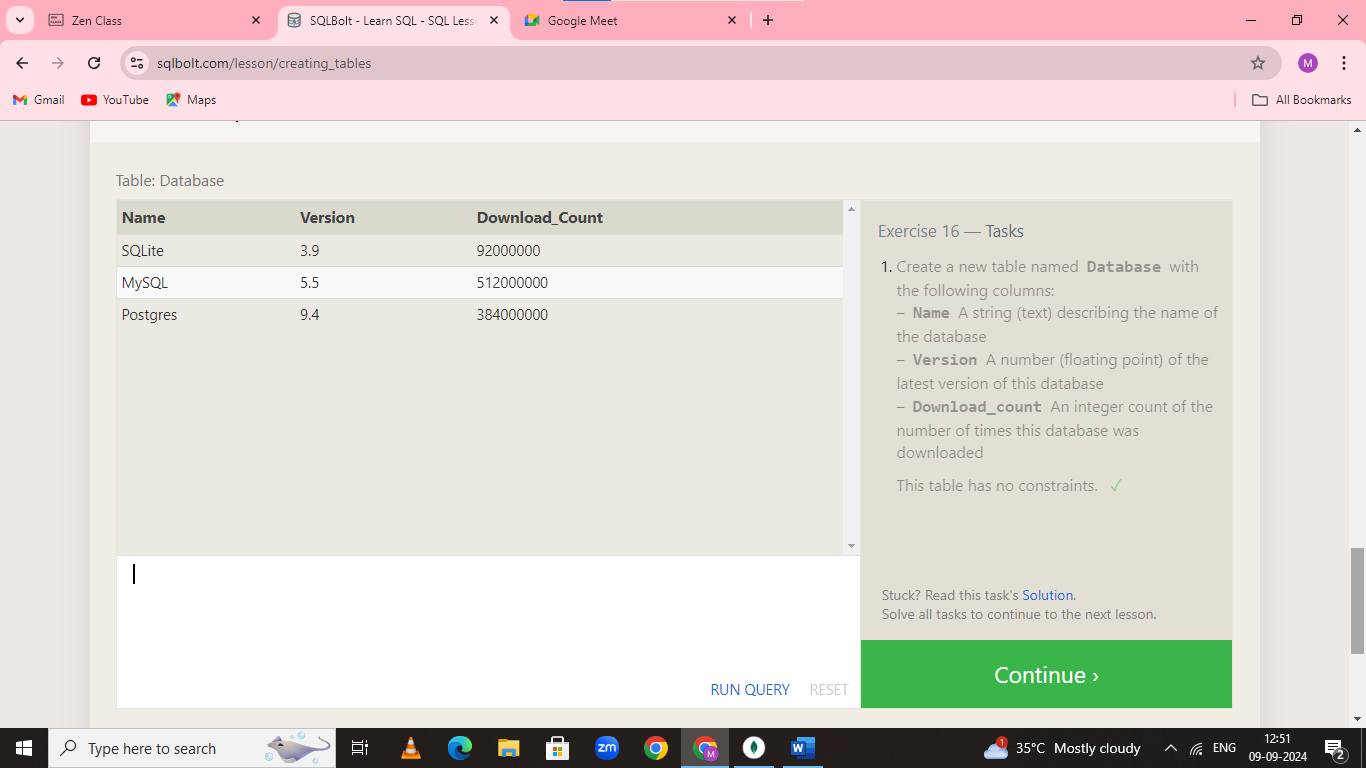 Zen Class
SQLBolt - Learn SQL - SQL Less
Google Meet
sqlbolt.com/lesson/creating_tables
M
Gmail
YouTube
Maps
All Bookmarks
Table: Database
Name Version Download_Count
SQLite 3.9 92000000
MySQL 5.5 512000000
Postgres 9.4 384000000
Exercise 16 — Tasks
1. Create a new table named Database with
the following columns:
– Name A string (text) describing the name of
the database
– Version A number (floating point) of the
latest version of this database
– Download_count An integer count of the
number of times this database was
downloaded
This table has no constraints. ✓
Stuck? Read this task's Solution.
Solve all tasks to continue to the next lesson.
RUN QUERY RESET
Continue ›
Type here to search
zm
M
W
1
35°C Mostly cloudy
ENG
12:51
09-09-2024
2